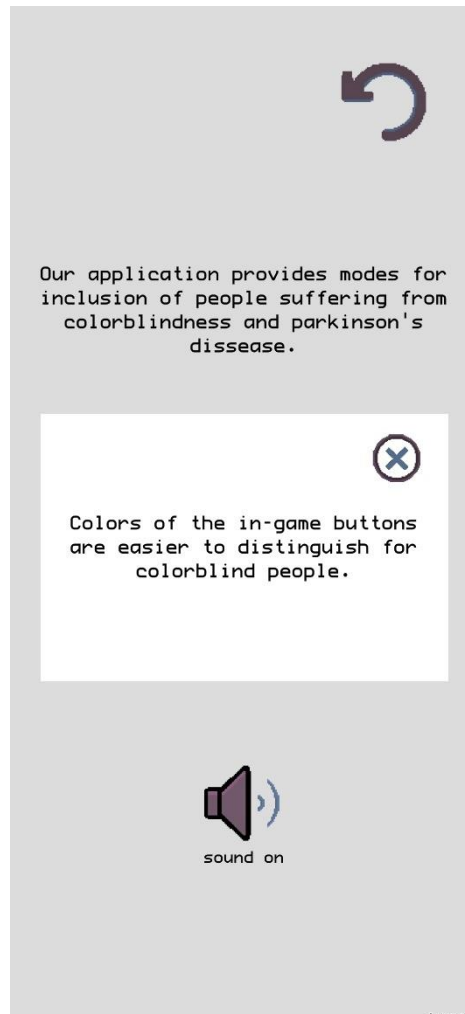 Our application provides modes for
inclusion of people suffering from
colorblindness and parkinson's
dissease.
Colors of the in-game buttons
are easier to distinguish for
colorblind people.
sound on